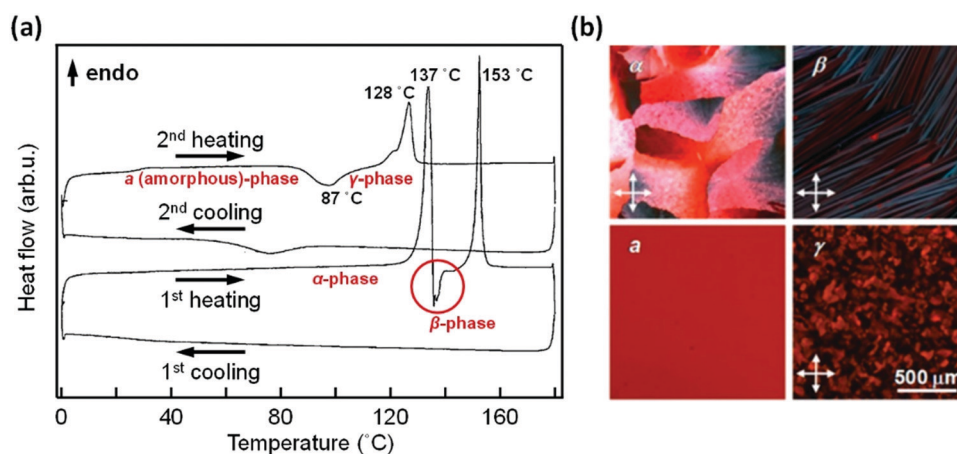 (a)
endo
137 °C
153 °C
128 °C
2nd heating
a (amorphous)-phase
γ-phase
87 °C
2nd cooling
α-phase
1st heating
β-phase
1st cooling
Heat flow (arb.u.)
0 40 80 120 160
Temperature (°C)
(b)
α
β
a
γ
500 μm